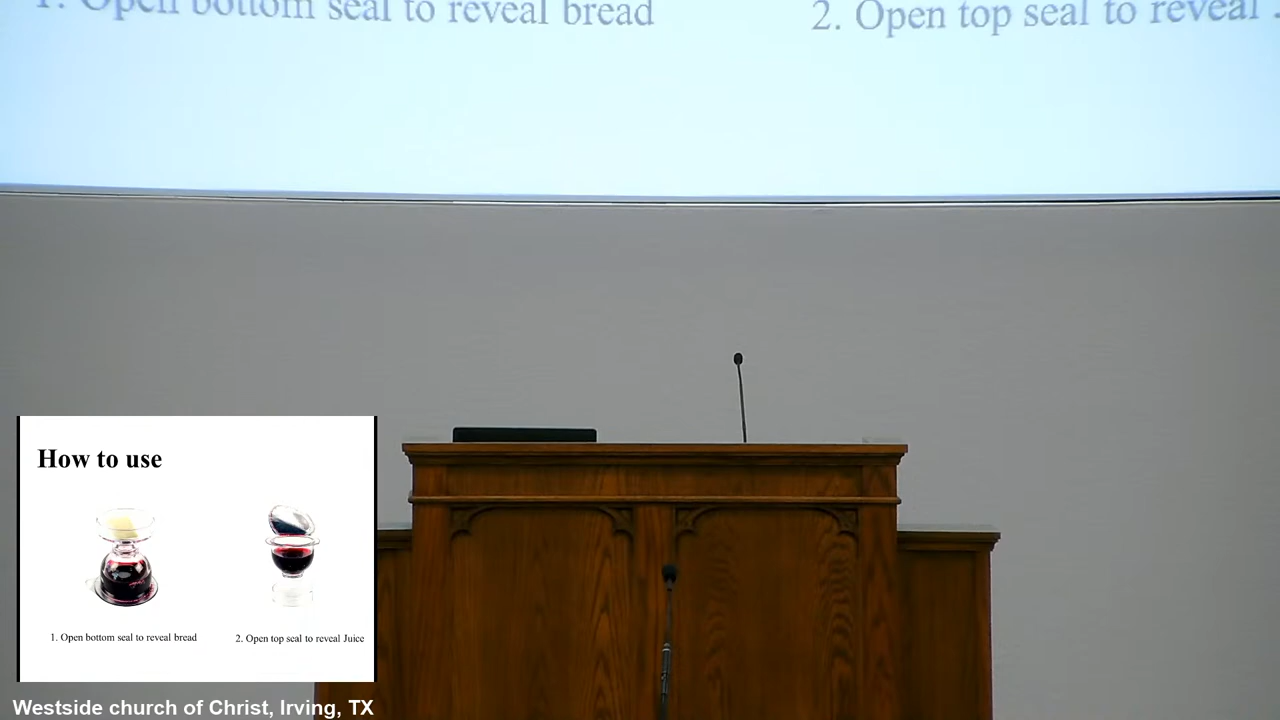 1. Open bottom seal to reveal bread
2. Open top seal to reveal
How to use
1. Open bottom seal to reveal bread
2. Open top seal to reveal Juice
Westside church of Christ, Irving, TX